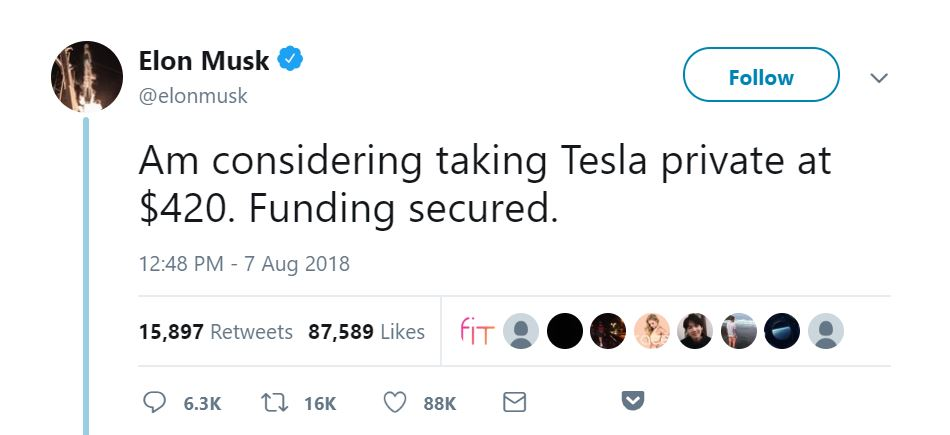 Elon Musk
@elonmusk
Follow
Am considering taking Tesla private at
$420. Funding secured.
12:48 PM - 7 Aug 2018
15,897 Retweets 87,589 Likes
fiT
6.3K 16K 88K